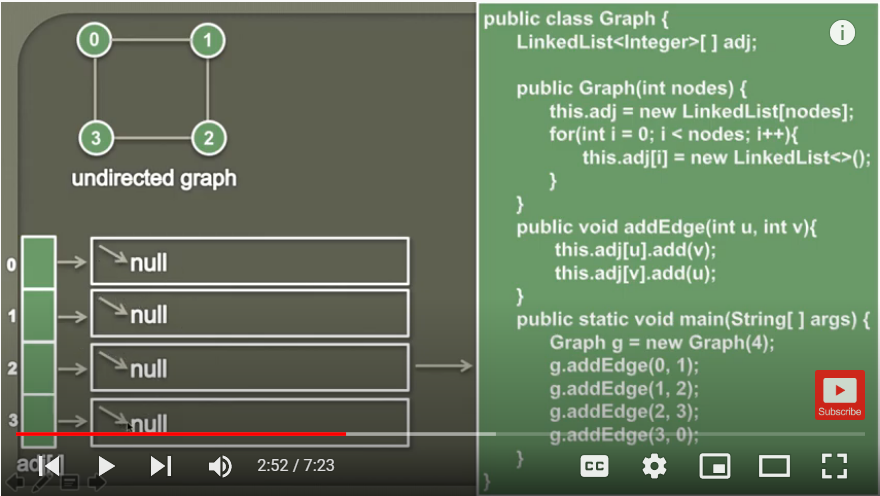 0 1
3 2
undirected graph
0 null
1 null
2 null
3 null
adj[]
public class Graph {
LinkedList<Integer>[ ] adj;
public Graph(int nodes) {
this.adj = new LinkedList[nodes];
for(int i = 0; i < nodes; i++){
this.adj[i] = new LinkedList<>();
}
}
public void addEdge(int u, int v){
this.adj[u].add(v);
this.adj[v].add(u);
}
public static void main(String[ ] args) {
Graph g = new Graph(4);
g.addEdge(0, 1);
g.addEdge(1, 2);
g.addEdge(2, 3);
g.addEdge(3, 0);
}
}
i
Subscribe
2:52 / 7:23
CC